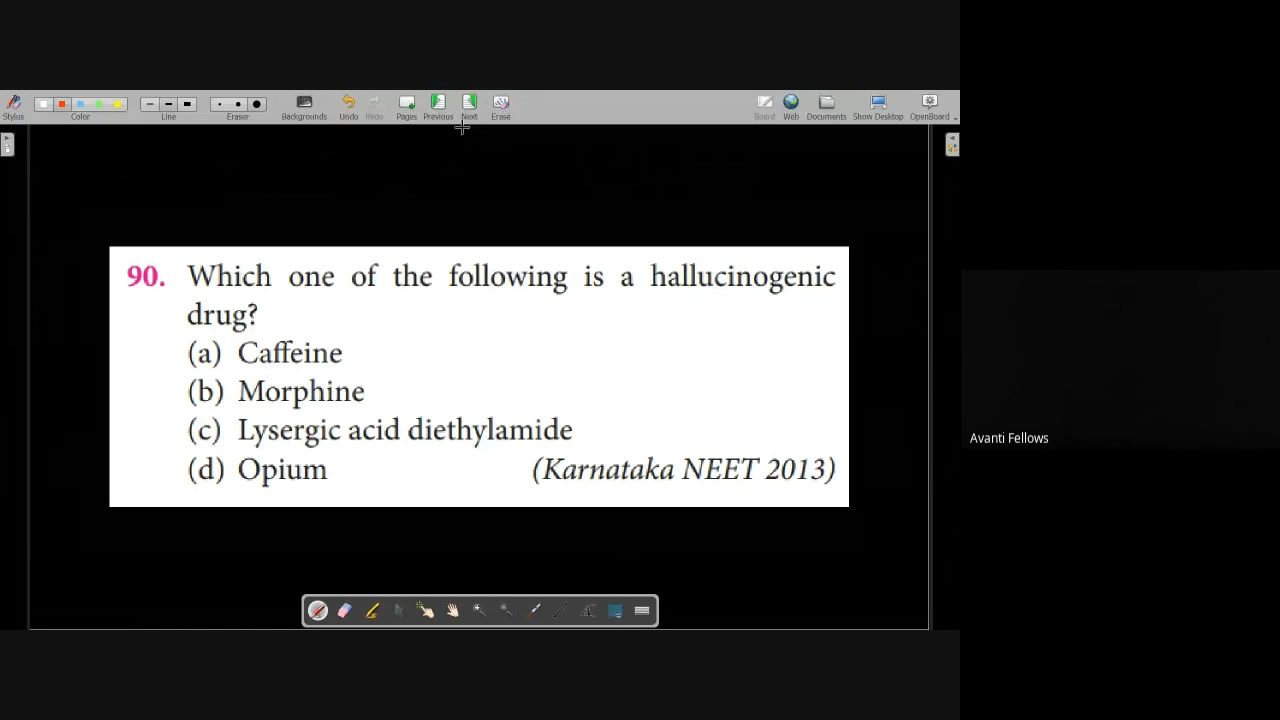 Stylus Color Line Eraser Backgrounds Undo Redo Pages Previous Next Erase Board Web Documents Show Desktop OpenBoard
90. Which one of the following is a hallucinogenic
drug?
(a) Caffeine
(b) Morphine
(c) Lysergic acid diethylamide
(d) Opium (Karnataka NEET 2013)
Avanti Fellows